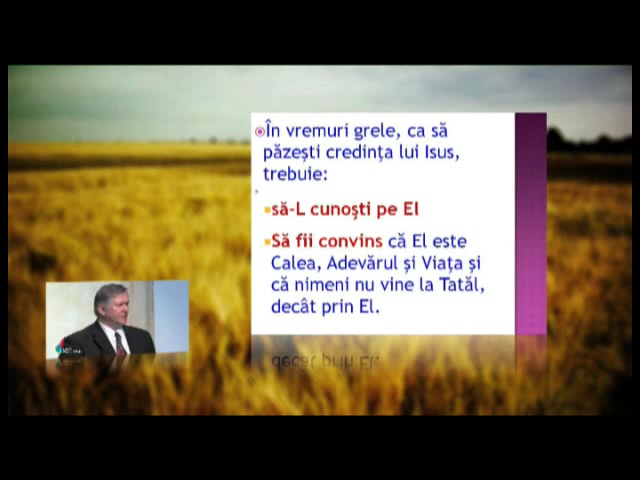 În vremuri grele, ca să
păzești credința lui Isus,
trebuie:
să-L cunoști pe El
Să fii convins că El este
Calea, Adevărul și Viața și
că nimeni nu vine la Tatăl,
decât prin El.